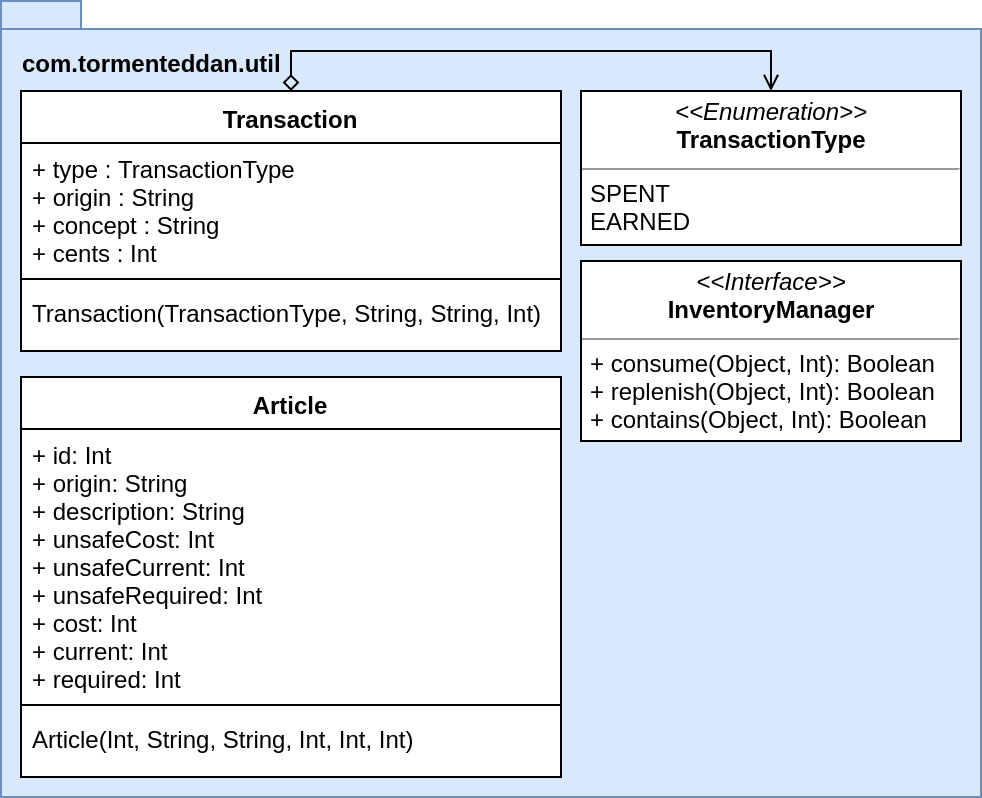 com.tormenteddan.util
Transaction
+ type : TransactionType
+ origin : String
+ concept : String
+ cents : Int
Transaction(TransactionType, String, String, Int)
<<Enumeration>>
TransactionType
SPENT
EARNED
<<Interface>>
InventoryManager
+ consume(Object, Int): Boolean
+ replenish(Object, Int): Boolean
+ contains(Object, Int): Boolean
Article
+ id: Int
+ origin: String
+ description: String
+ unsafeCost: Int
+ unsafeCurrent: Int
+ unsafeRequired: Int
+ cost: Int
+ current: Int
+ required: Int
Article(Int, String, String, Int, Int, Int)